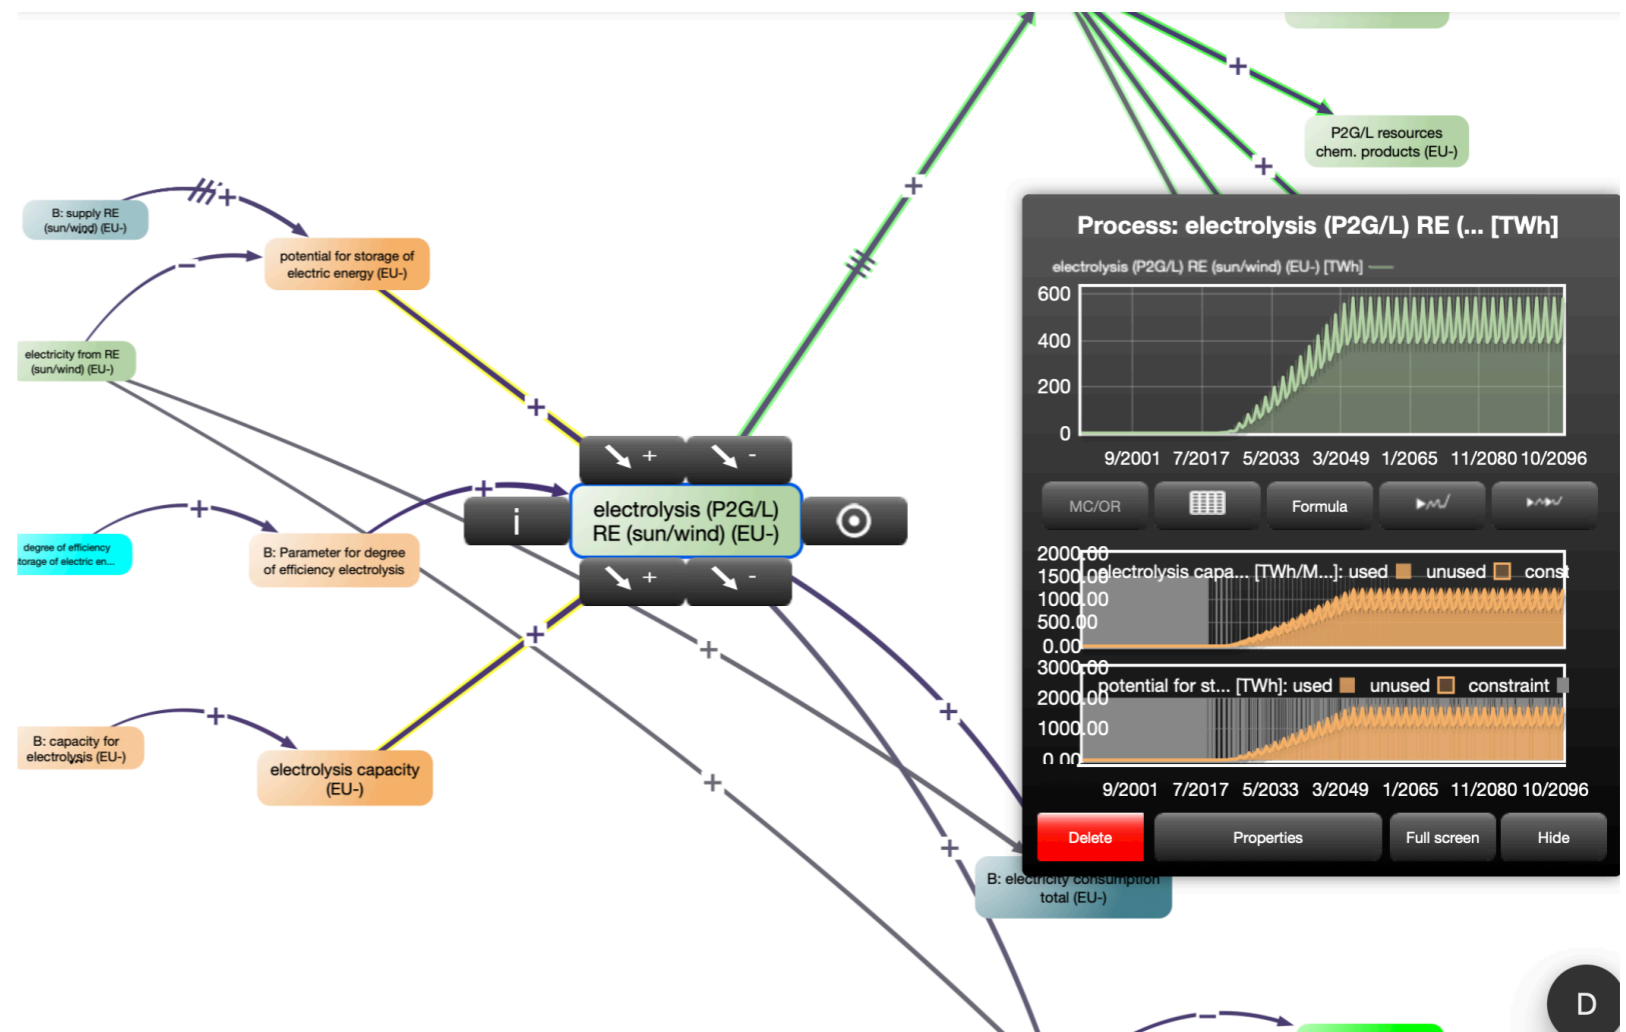 P2G/L resources
chem. products (EU-)
B: supply RE
(sun/wind) (EU-)
potential for storage of
electric energy (EU-)
electricity from RE
(sun/wind) (EU-)
+ -
i
electrolysis (P2G/L)
RE (sun/wind) (EU-)
+ -
degree of efficiency
storage of electric en...
B: Parameter for degree
of efficiency electrolysis
B: capacity for
electrolysis (EU-)
electrolysis capacity
(EU-)
Process: electrolysis (P2G/L) RE (... [TWh]
electrolysis (P2G/L) RE (sun/wind) (EU-) [TWh]
600
400
200
0
9/2001 7/2017 5/2033 3/2049 1/2065 11/2080 10/2096
MC/OR Formula
2000.00
electrolysis capa... [TWh/M...]: used unused const
1500.00
1000.00
500.00
0.00
3000.00
potential for st... [TWh]: used unused constraint
2000.00
1000.00
0.00
9/2001 7/2017 5/2033 3/2049 1/2065 11/2080 10/2096
Delete Properties Full screen Hide
B: electricity consumption
total (EU-)
D